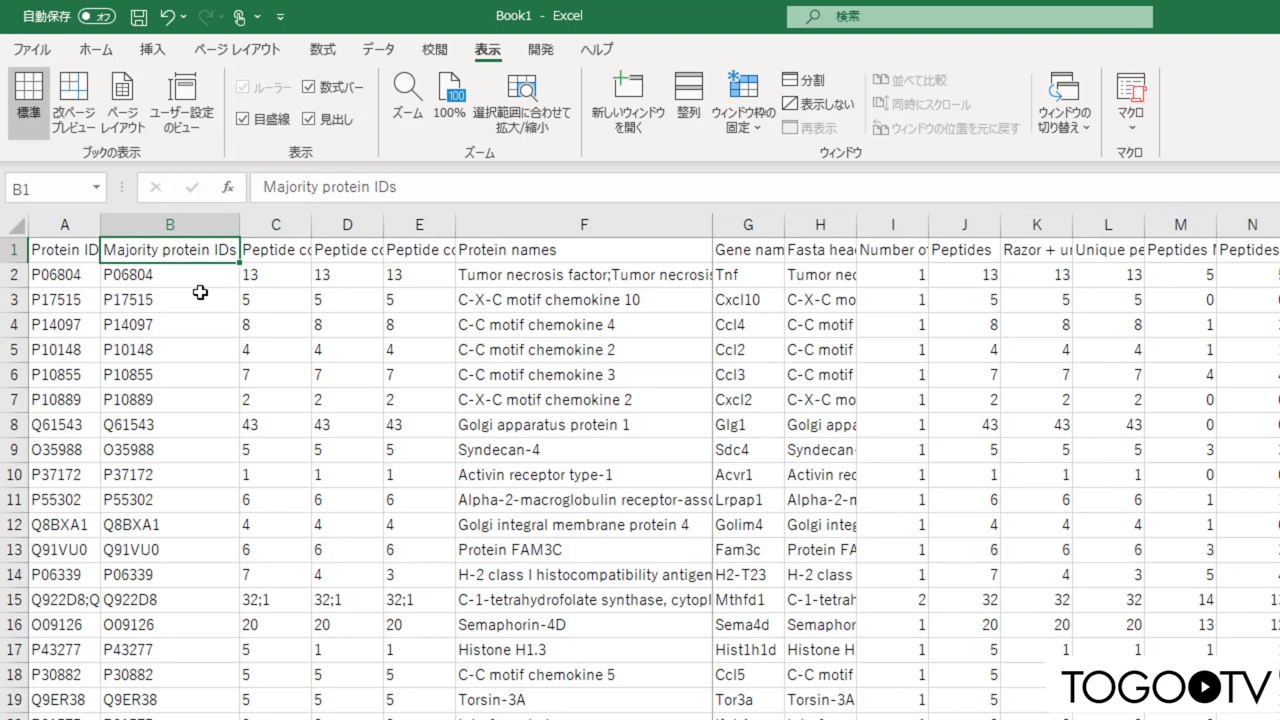 自動保存 オフ Book1 - Excel 検索
ファイル ホーム 挿入 ページ レイアウト 数式 データ 校閲 表示 開発 ヘルプ
標準 改ページ プレビュー ページ レイアウト ユーザー設定 のビュー ルーラー 数式バー 目盛線 見出し ズーム 100% 選択範囲に合わせて 拡大/縮小 新しいウィンドウ を開く 整列 ウィンドウ枠の 固定 分割 表示しない 再表示 並べて比較 同時にスクロール ウィンドウの位置を元に戻す ウィンドウの 切り替え マクロ
ブックの表示 表示 ズーム ウィンドウ マクロ
B1 fx Majority protein IDs
A B C D E F G H I J K L M N
1 Protein ID Majority protein IDs Peptide co Peptide co Peptide co Protein names Gene nam Fasta head Number of Peptides Razor + un Unique pe Peptides Peptides
2 P06804 P06804 13 13 13 Tumor necrosis factor;Tumor necrosis Tnf Tumor nec 1 13 13 13 5
3 P17515 P17515 5 5 5 C-X-C motif chemokine 10 Cxcl10 C-X-C mo 1 5 5 5 0
4 P14097 P14097 8 8 8 C-C motif chemokine 4 Ccl4 C-C motif 1 8 8 8 1
5 P10148 P10148 4 4 4 C-C motif chemokine 2 Ccl2 C-C motif 1 4 4 4 1
6 P10855 P10855 7 7 7 C-C motif chemokine 3 Ccl3 C-C motif 1 7 7 7 4
7 P10889 P10889 2 2 2 C-X-C motif chemokine 2 Cxcl2 C-X-C mo 1 2 2 2 0
8 Q61543 Q61543 43 43 43 Golgi apparatus protein 1 Glg1 Golgi appa 1 43 43 43 0
9 O35988 O35988 5 5 5 Syndecan-4 Sdc4 Syndecan- 1 5 5 5 3
10 P37172 P37172 1 1 1 Activin receptor type-1 Acvr1 Activin rec 1 1 1 1 0
11 P55302 P55302 6 6 6 Alpha-2-macroglobulin receptor-asso Lrpap1 Alpha-2-m 1 6 6 6 1
12 Q8BXA1 Q8BXA1 4 4 4 Golgi integral membrane protein 4 Golim4 Golgi integ 1 4 4 4 1
13 Q91VU0 Q91VU0 6 6 6 Protein FAM3C Fam3c Protein FA 1 6 6 6 3
14 P06339 P06339 7 4 3 H-2 class I histocompatibility antigen H2-T23 H-2 class 1 7 4 3 5
15 Q922D8;Q Q922D8 32;1 32;1 32;1 C-1-tetrahydrofolate synthase, cytopl Mthfd1 C-1-tetrah 2 32 32 32 14
16 O09126 O09126 20 20 20 Semaphorin-4D Sema4d Semaphor 1 20 20 20 13
17 P43277 P43277 5 1 1 Histone H1.3 Hist1h1d Histone H 1 5 1 1 1
18 P30882 P30882 5 5 5 C-C motif chemokine 5 Ccl5 C-C motif 1 5
19 Q9ER38 Q9ER38 5 5 5 Torsin-3A Tor3a Torsin-3A 1 5
TOGO TV